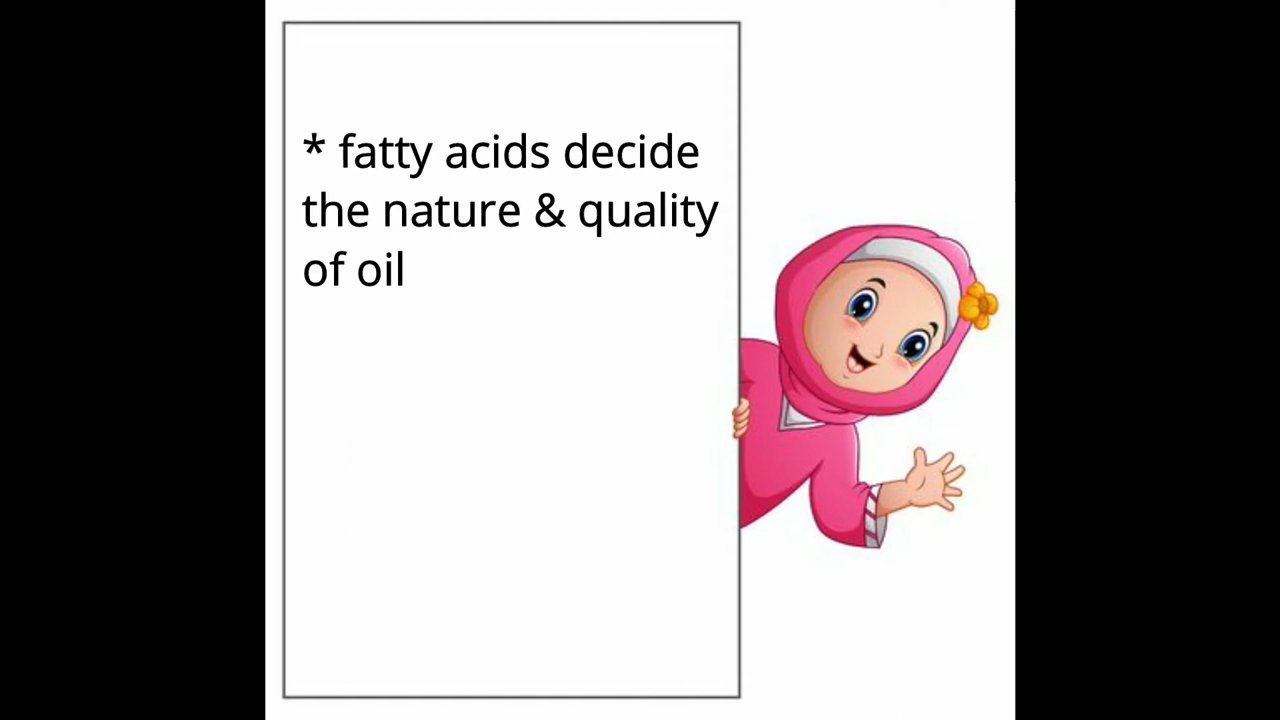 * fatty acids decide
the nature & quality
of oil